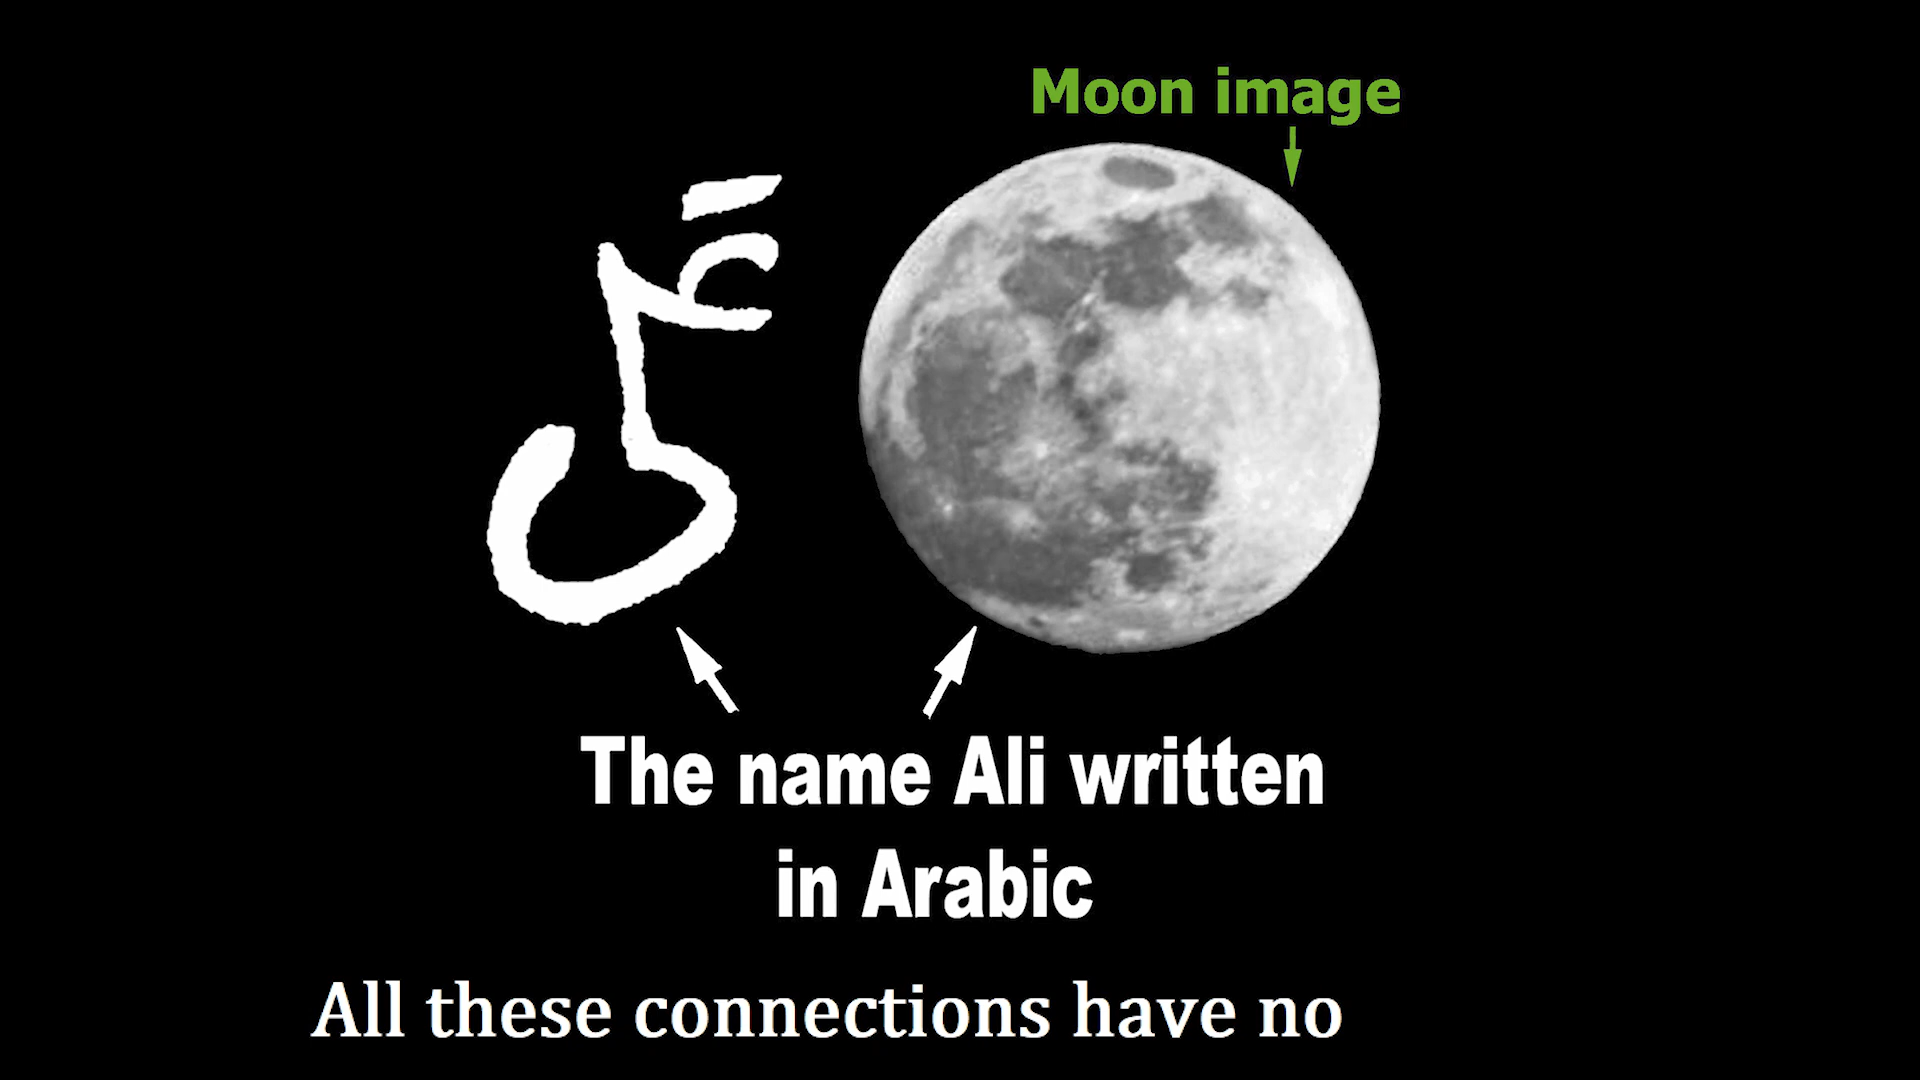 Moon image
علي
The name Ali written
in Arabic
All these connections have no